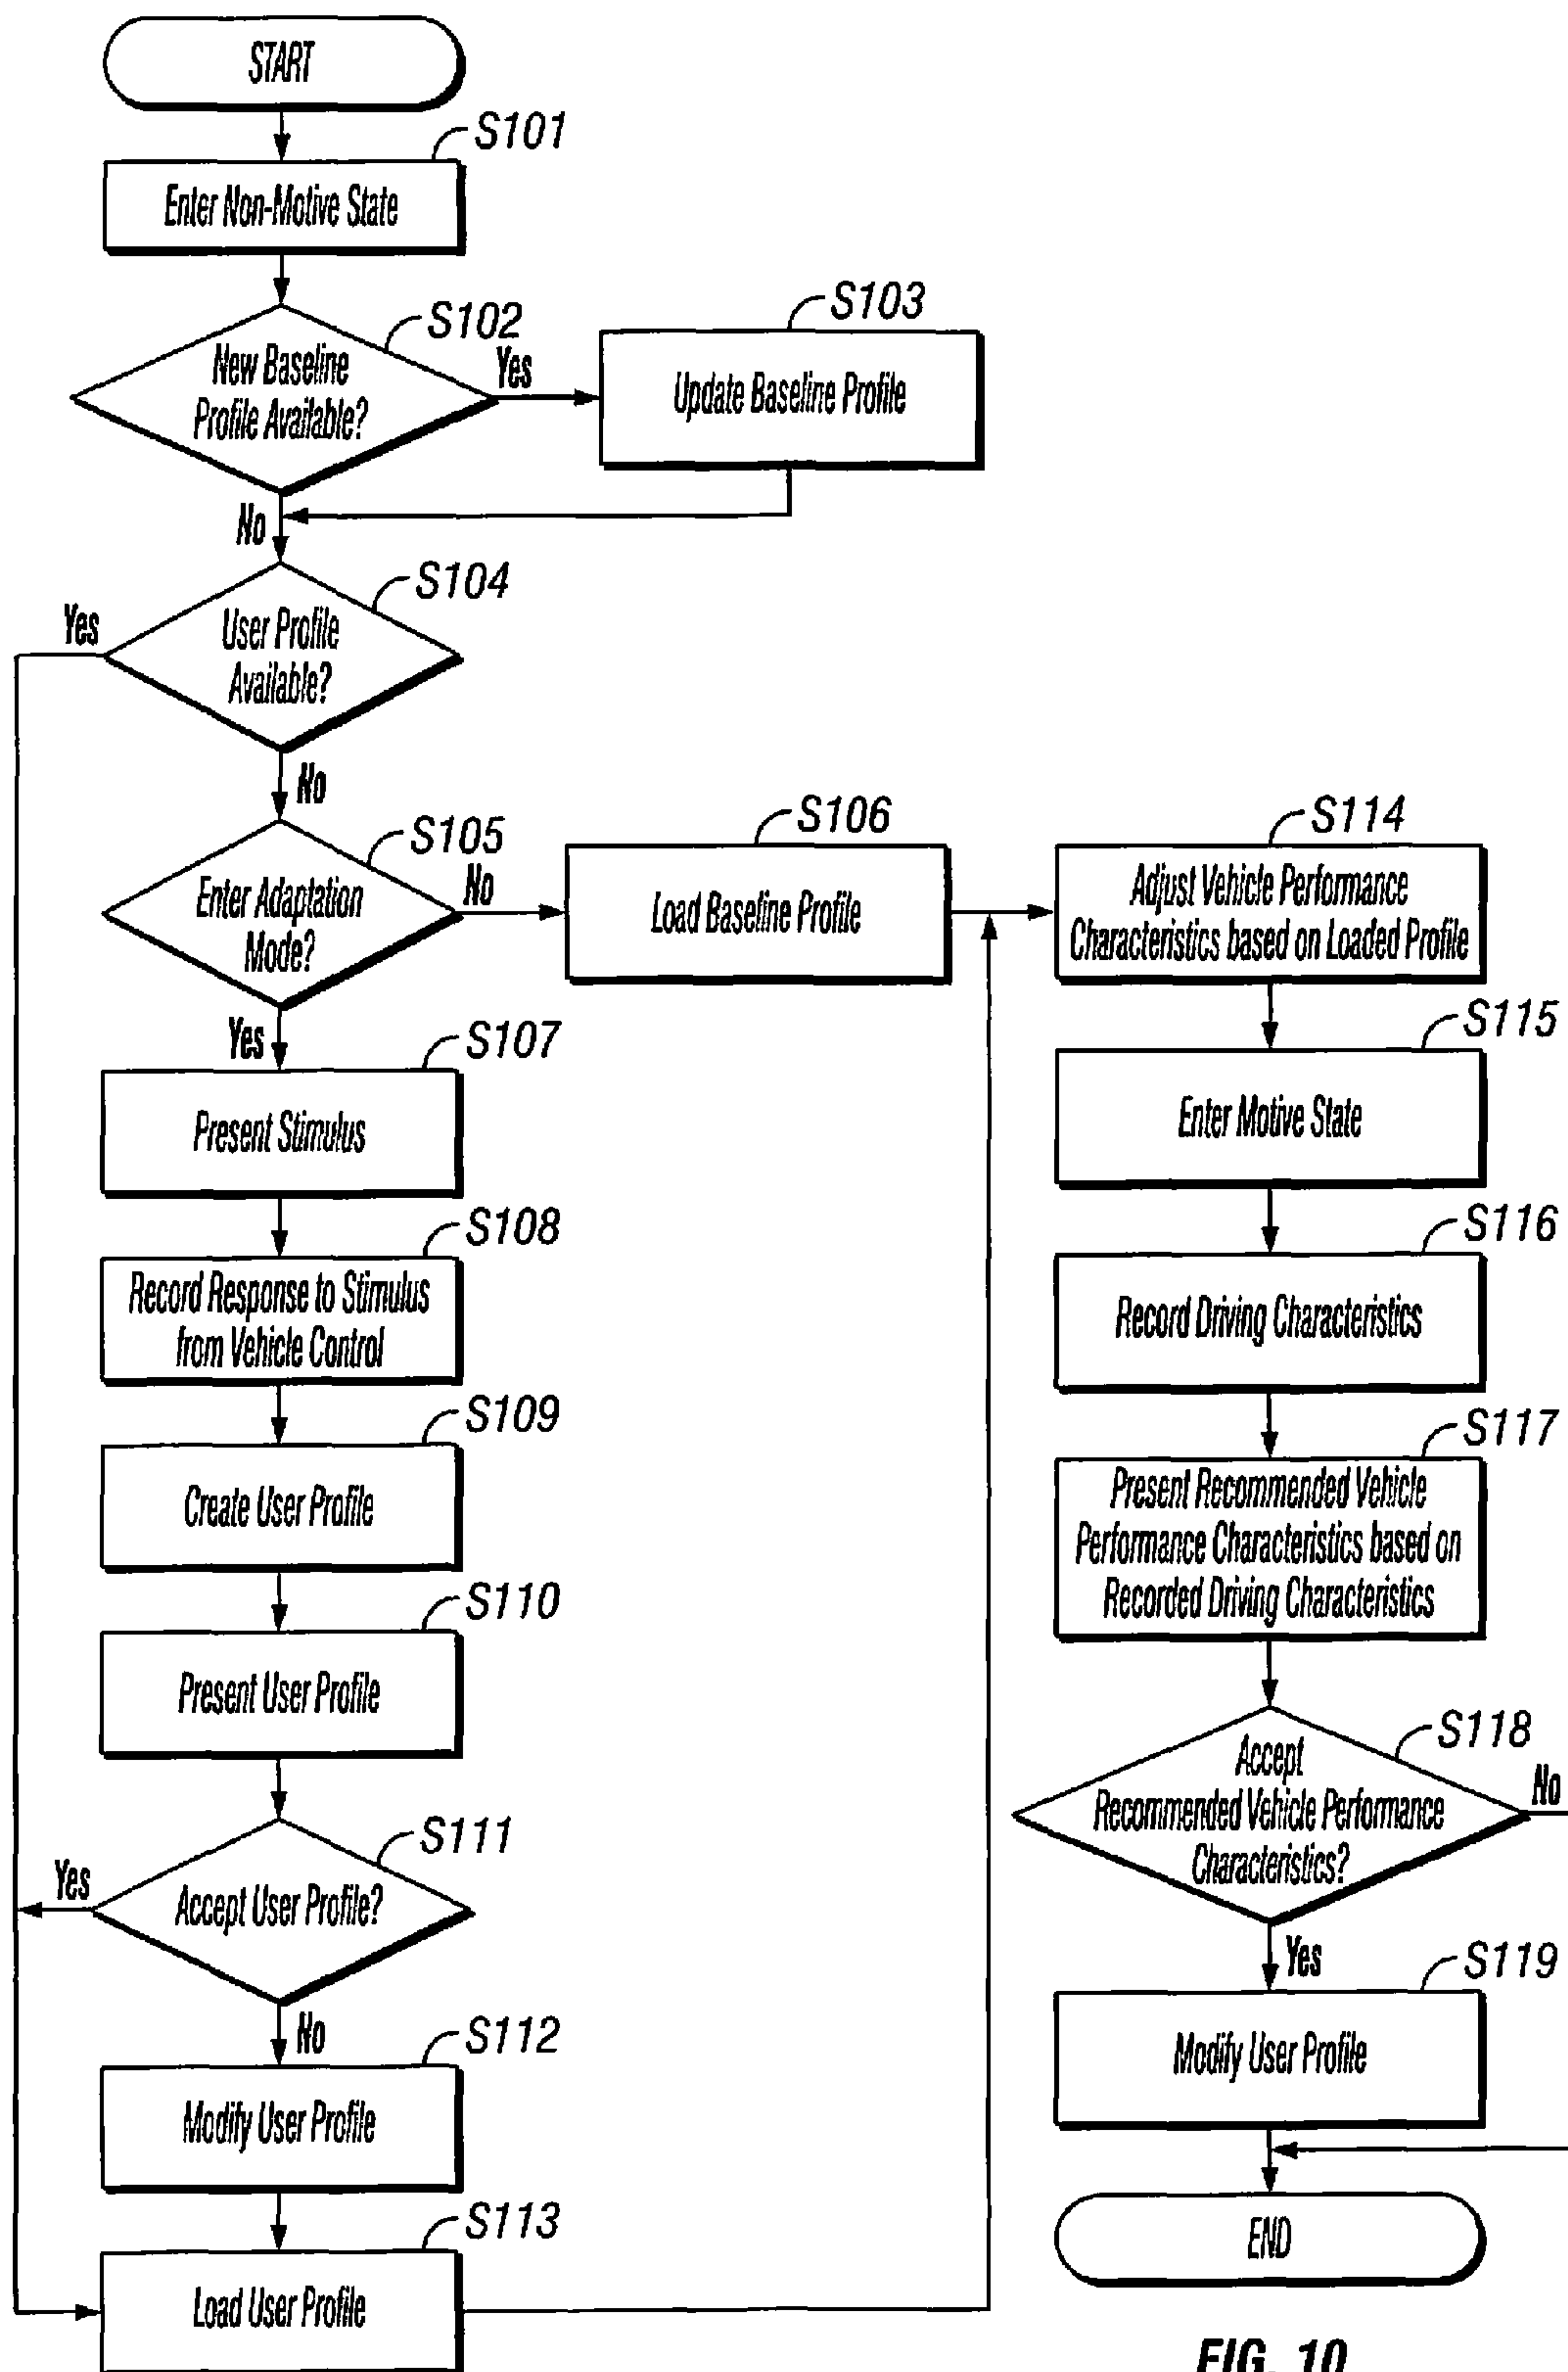 START
S101
Enter Non-Motive State
S102
New Baseline
Profile Available?
Yes
S103
Update Baseline Profile
No
S104
User Profile
Available?
Yes
No
S105
Enter Adaptation
Mode?
No
S106
Load Baseline Profile
Yes
S107
Present Stimulus
S108
Record Response to Stimulus
from Vehicle Control
S109
Create User Profile
S110
Present User Profile
S111
Accept User Profile?
Yes
No
S112
Modify User Profile
S113
Load User Profile
S114
Adjust Vehicle Performance
Characteristics based on Loaded Profile
S115
Enter Motive State
S116
Record Driving Characteristics
S117
Present Recommended Vehicle
Performance Characteristics based on
Recorded Driving Characteristics
S118
Accept
Recommended Vehicle Performance
Characteristics?
No
Yes
S119
Modify User Profile
END
FIG. 10